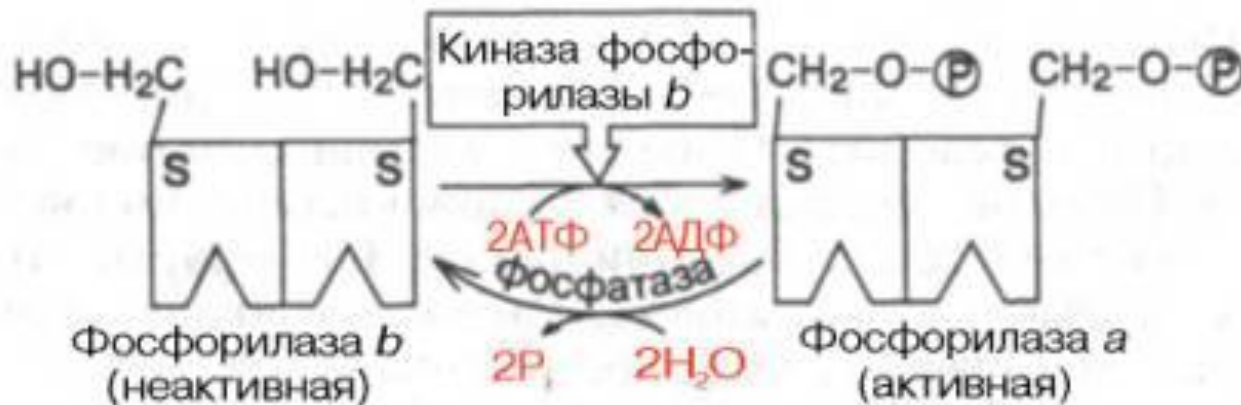 HO–H₂C
HO–H₂C
Киназа фосфо-
рилазы b
CH₂–O–Ⓟ
CH₂–O–Ⓟ
S
S
S
S
2АТФ
2АДФ
фосфатаза
Фосфорилаза b
(неактивная)
2Pᵢ
2H₂O
Фосфорилаза a
(активная)